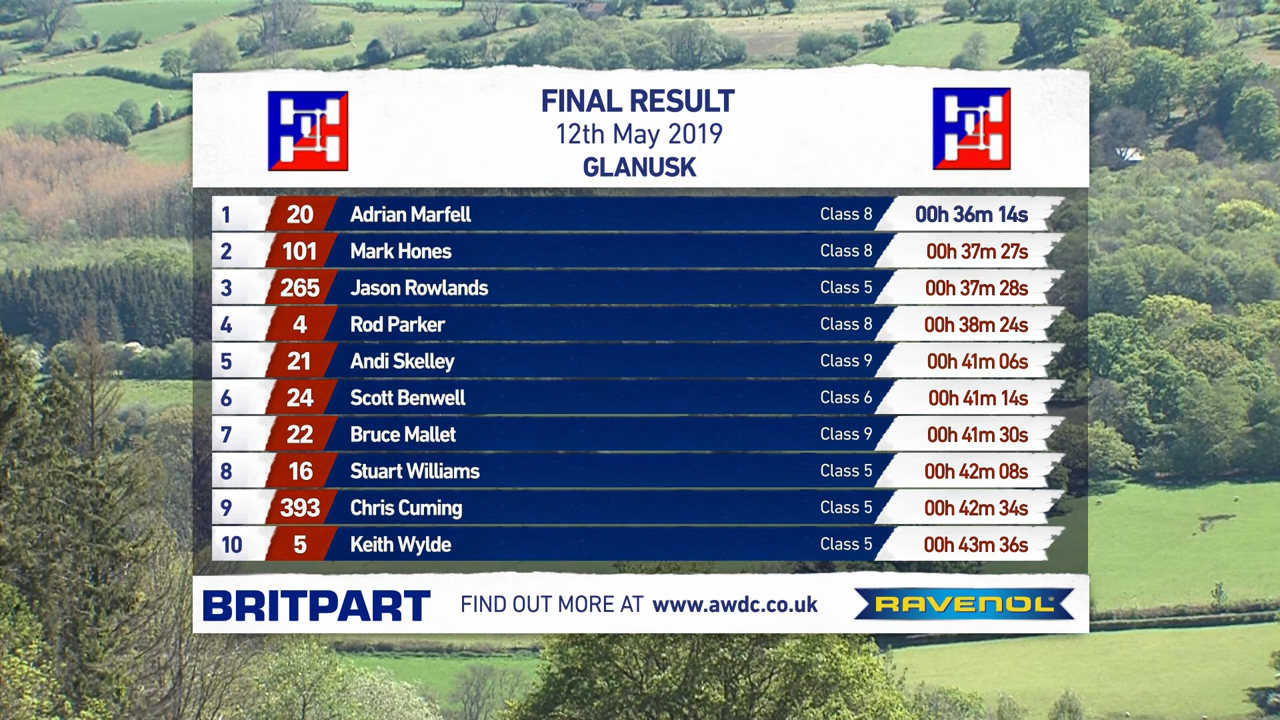 FINAL RESULT
12th May 2019
GLANUSK
1 20 Adrian Marfell Class 8 00h 36m 14s
2 101 Mark Hones Class 8 00h 37m 27s
3 265 Jason Rowlands Class 5 00h 37m 28s
4 4 Rod Parker Class 8 00h 38m 24s
5 21 Andi Skelley Class 9 00h 41m 06s
6 24 Scott Benwell Class 6 00h 41m 14s
7 22 Bruce Mallet Class 9 00h 41m 30s
8 16 Stuart Williams Class 5 00h 42m 08s
9 393 Chris Cuming Class 5 00h 42m 34s
10 5 Keith Wylde Class 5 00h 43m 36s
BRITPART FIND OUT MORE AT www.awdc.co.uk RAVENOL®